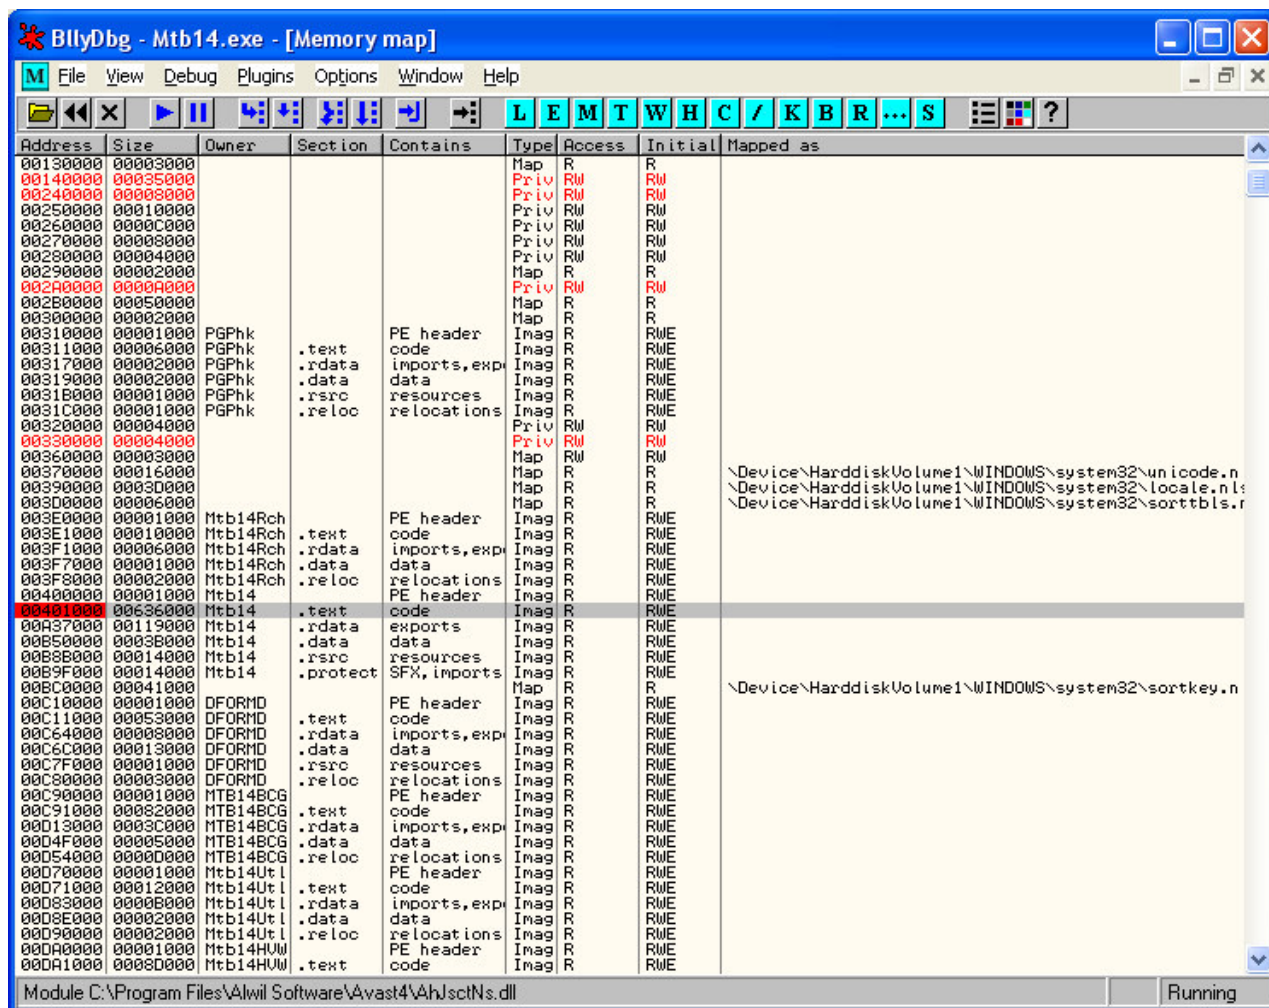 BllyDbg - Mtb14.exe - [Memory map]
M File View Debug Plugins Options Window Help
L E M T W H C / K B R ... S ?
Address Size Owner Section Contains Type Access Initial Mapped as
00130000 00003000 Map R R
00140000 00035000 Priv RW RW
00240000 00008000 Priv RW RW
00250000 00010000 Priv RW RW
00260000 0000C000 Priv RW RW
00270000 00008000 Priv RW RW
00280000 00004000 Priv RW RW
00290000 00002000 Map R R
002A0000 0000A000 Priv RW RW
002B0000 00050000 Map R R
00300000 00002000 Map R R
00310000 00001000 PGPhk PE header Imag R RWE
00311000 00006000 PGPhk .text code Imag R RWE
00317000 00002000 PGPhk .rdata imports,exp Imag R RWE
00319000 00002000 PGPhk .data data Imag R RWE
0031B000 00001000 PGPhk .rsrc resources Imag R RWE
0031C000 00001000 PGPhk .reloc relocations Imag R RWE
00320000 00004000 Priv RW RW
00330000 00004000 Priv RW RW
00360000 00003000 Map RW RW
00370000 00016000 Map R R \Device\HarddiskVolume1\WINDOWS\system32\unicode.n
00390000 0003D000 Map R R \Device\HarddiskVolume1\WINDOWS\system32\locale.nls
003D0000 00006000 Map R R \Device\HarddiskVolume1\WINDOWS\system32\sorttbls.n
003E0000 00001000 Mtb14Rch PE header Imag R RWE
003E1000 00010000 Mtb14Rch .text code Imag R RWE
003F1000 00006000 Mtb14Rch .rdata imports,exp Imag R RWE
003F7000 00001000 Mtb14Rch .data data Imag R RWE
003F8000 00002000 Mtb14Rch .reloc relocations Imag R RWE
00400000 00001000 Mtb14 PE header Imag R RWE
00401000 00636000 Mtb14 .text code Imag R RWE
00A37000 00119000 Mtb14 .rdata exports Imag R RWE
00B50000 0003B000 Mtb14 .data data Imag R RWE
00B8B000 00014000 Mtb14 .rsrc resources Imag R RWE
00B9F000 00014000 Mtb14 .protect SFX,imports Imag R RWE
00BC0000 00041000 Map R R \Device\HarddiskVolume1\WINDOWS\system32\sortkey.n
00C10000 00001000 DFORMD PE header Imag R RWE
00C11000 00053000 DFORMD .text code Imag R RWE
00C64000 00008000 DFORMD .rdata imports,exp Imag R RWE
00C6C000 00013000 DFORMD .data data Imag R RWE
00C7F000 00001000 DFORMD .rsrc resources Imag R RWE
00C80000 00003000 DFORMD .reloc relocations Imag R RWE
00C90000 00001000 MTB14BCG PE header Imag R RWE
00C91000 00082000 MTB14BCG .text code Imag R RWE
00D13000 0003C000 MTB14BCG .rdata imports,exp Imag R RWE
00D4F000 00005000 MTB14BCG .data data Imag R RWE
00D54000 0000D000 MTB14BCG .reloc relocations Imag R RWE
00D70000 00001000 Mtb14Utl PE header Imag R RWE
00D71000 00012000 Mtb14Utl .text code Imag R RWE
00D83000 0000B000 Mtb14Utl .rdata imports,exp Imag R RWE
00D8E000 00002000 Mtb14Utl .data data Imag R RWE
00D90000 00002000 Mtb14Utl .reloc relocations Imag R RWE
00DA0000 00001000 Mtb14HVW PE header Imag R RWE
00DA1000 0008D000 Mtb14HVW .text code Imag R RWE
Module C:\Program Files\Alwil Software\Avast4\AhJsctNs.dll Running